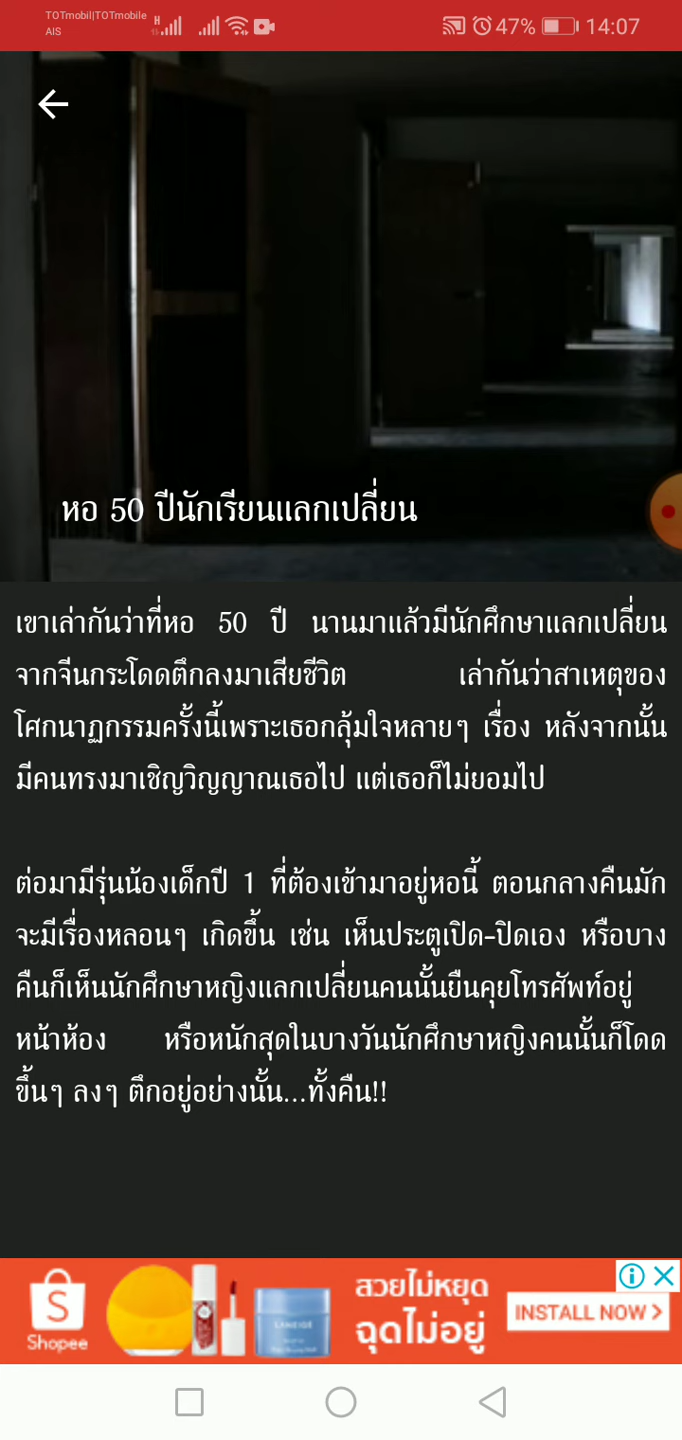 TOTmobil|TOTmobile
AIS
H
47%
14:07
หอ 50 ปีนักเรียนแลกเปลี่ยน
เขาเล่ากันว่าที่หอ 50 ปี นานมาแล้วมีนักศึกษาแลกเปลี่ยน
จากจีนกระโดดตึกลงมาเสียชีวิต เล่ากันว่าสาเหตุของ
โศกนาฏกรรมครั้งนี้เพราะเธอกลุ้มใจหลายๆ เรื่อง หลังจากนั้น
มีคนทรงมาเชิญวิญญาณเธอไป แต่เธอก็ไม่ยอมไป
ต่อมามีรุ่นน้องเด็กปี 1 ที่ต้องเข้ามาอยู่หอนี้ ตอนกลางคืนมัก
จะมีเรื่องหลอนๆ เกิดขึ้น เช่น เห็นประตูเปิด-ปิดเอง หรือบาง
คืนก็เห็นนักศึกษาหญิงแลกเปลี่ยนคนนั้นยืนคุยโทรศัพท์อยู่
หน้าห้อง หรือหนักสุดในบางวันนักศึกษาหญิงคนนั้นก็โดด
ขึ้นๆ ลงๆ ตึกอยู่อย่างนั้น...ทั้งคืน!!
S
Shopee
LANEIGE
สวยไม่หยุด
ฉุดไม่อยู่
INSTALL NOW >